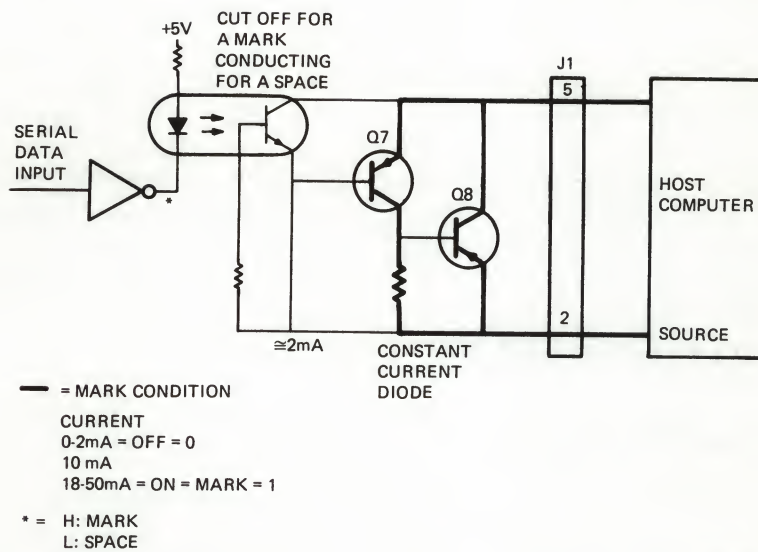 CUT OFF FOR
A MARK
CONDUCTING
FOR A SPACE
+5V
J1
5
SERIAL
DATA
INPUT
*
Q7
Q8
HOST
COMPUTER
2
SOURCE
≅2mA
CONSTANT
CURRENT
DIODE
= MARK CONDITION
CURRENT
0-2mA = OFF = 0
10 mA
18-50mA = ON = MARK = 1
* = H: MARK
L: SPACE